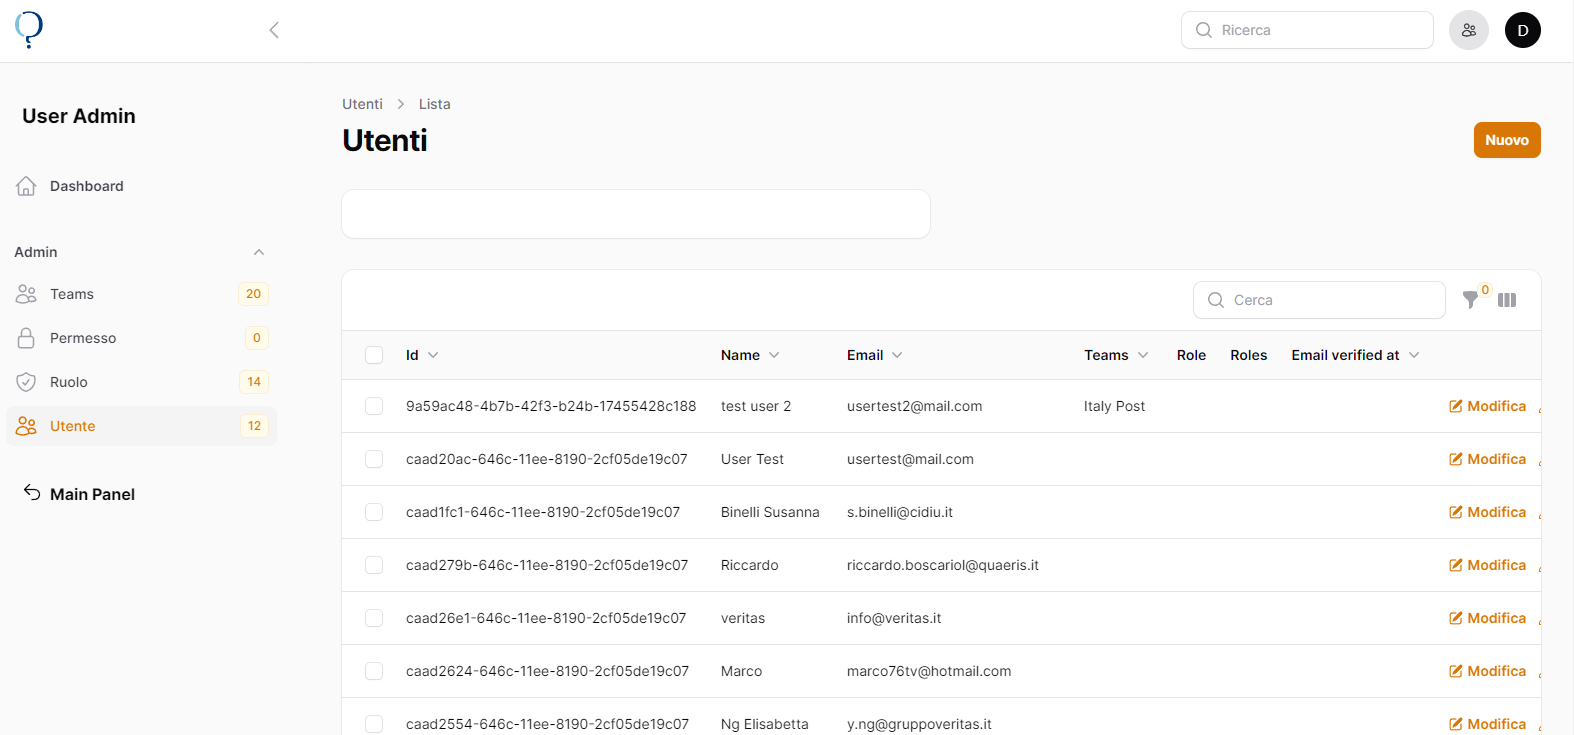 Ricerca
D
User Admin
Dashboard
Admin
Teams 20
Permesso 0
Ruolo 14
Utente 12
Main Panel
Utenti Lista
Utenti
Nuovo
Cerca
0
Id Name Email Teams Role Roles Email verified at
9a59ac48-4b7b-42f3-b24b-17455428c188 test user 2 usertest2@mail.com Italy Post Modifica
caad20ac-646c-11ee-8190-2cf05de19c07 User Test usertest@mail.com Modifica
caad1fc1-646c-11ee-8190-2cf05de19c07 Binelli Susanna s.binelli@cidiu.it Modifica
caad279b-646c-11ee-8190-2cf05de19c07 Riccardo riccardo.boscariol@quaeris.it Modifica
caad26e1-646c-11ee-8190-2cf05de19c07 veritas info@veritas.it Modifica
caad2624-646c-11ee-8190-2cf05de19c07 Marco marco76tv@hotmail.com Modifica
caad2554-646c-11ee-8190-2cf05de19c07 Ng Elisabetta y.ng@gruppoveritas.it Modifica